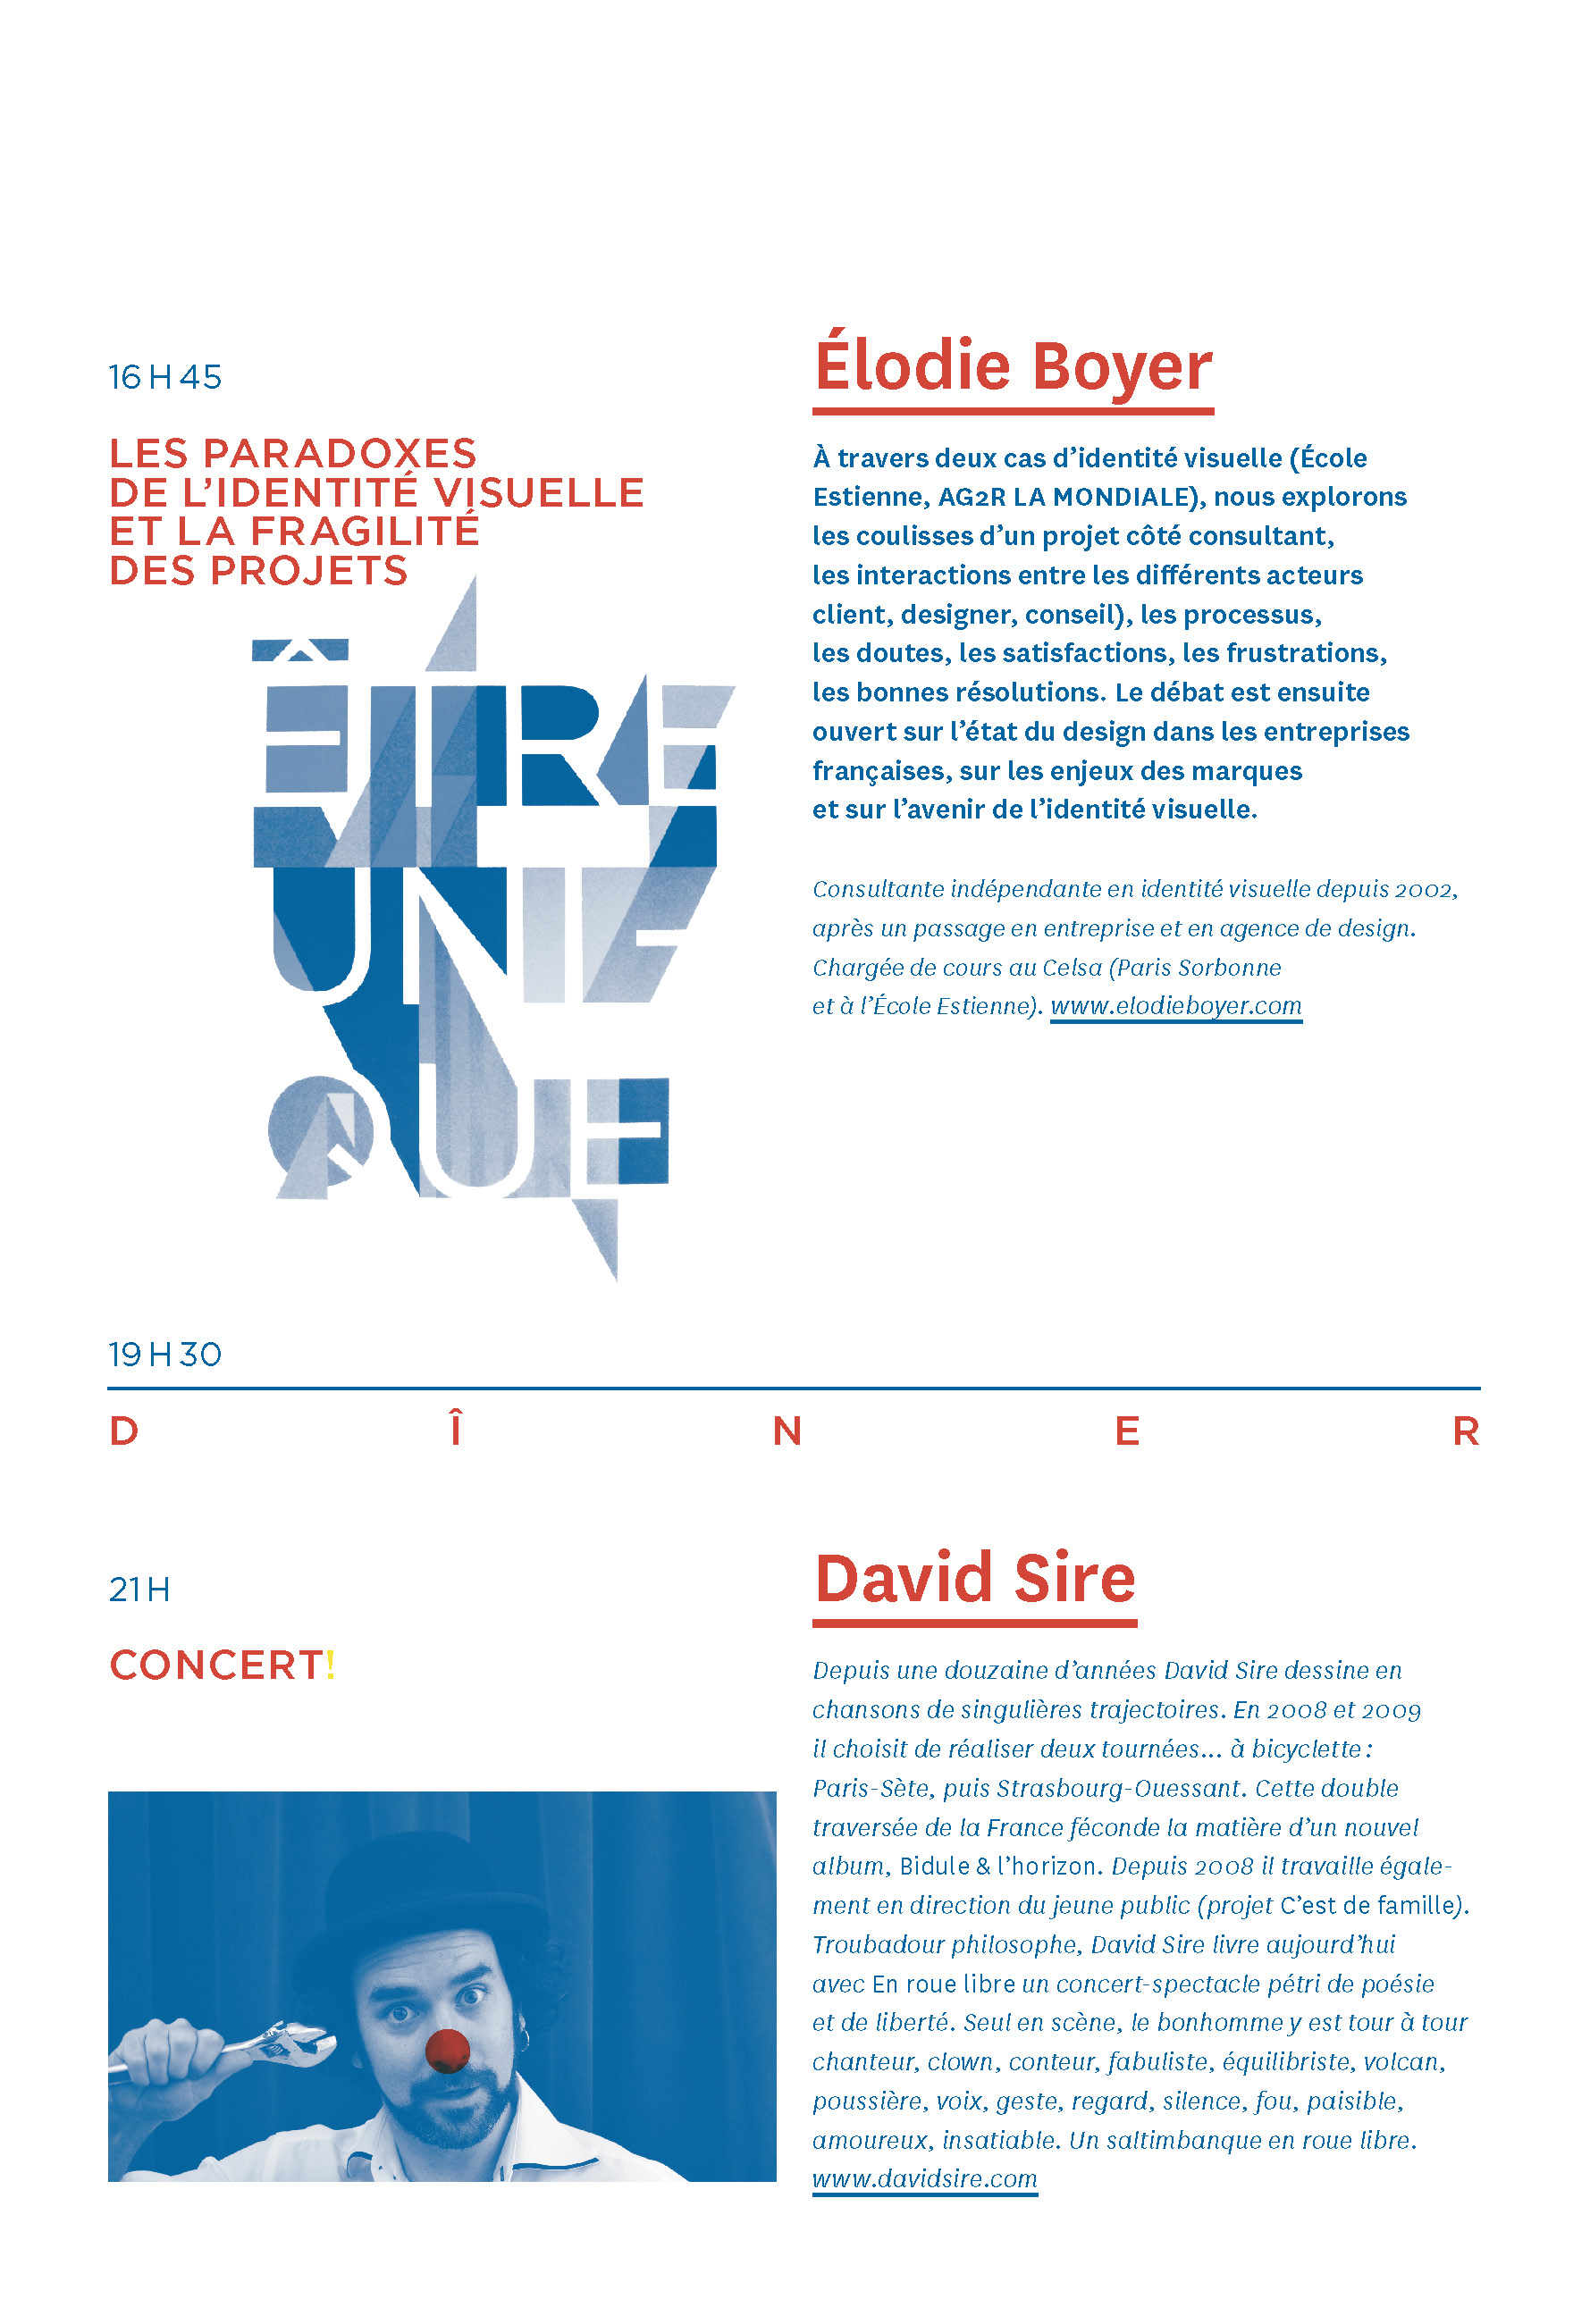 16 H 45
LES PARADOXES
DE L’IDENTITÉ VISUELLE
ET LA FRAGILITÉ
DES PROJETS
ÊTRE
UNE
QUE
Élodie Boyer
À travers deux cas d’identité visuelle (École
Estienne, AG2R LA MONDIALE), nous explorons
les coulisses d’un projet côté consultant,
les interactions entre les différents acteurs
client, designer, conseil), les processus,
les doutes, les satisfactions, les frustrations,
les bonnes résolutions. Le débat est ensuite
ouvert sur l’état du design dans les entreprises
françaises, sur les enjeux des marques
et sur l’avenir de l’identité visuelle.
Consultante indépendante en identité visuelle depuis 2002,
après un passage en entreprise et en agence de design.
Chargée de cours au Celsa (Paris Sorbonne
et à l’École Estienne). www.elodieboyer.com
19 H 30
DÎNER
21 H
CONCERT!
David Sire
Depuis une douzaine d’années David Sire dessine en
chansons de singulières trajectoires. En 2008 et 2009
il choisit de réaliser deux tournées… à bicyclette :
Paris-Sète, puis Strasbourg-Ouessant. Cette double
traversée de la France féconde la matière d’un nouvel
album, Bidule & l’horizon. Depuis 2008 il travaille égale-
ment en direction du jeune public (projet C’est de famille).
Troubadour philosophe, David Sire livre aujourd’hui
avec En roue libre un concert-spectacle pétri de poésie
et de liberté. Seul en scène, le bonhomme y est tour à tour
chanteur, clown, conteur, fabuliste, équilibriste, volcan,
poussière, voix, geste, regard, silence, fou, paisible,
amoureux, insatiable. Un saltimbanque en roue libre.
www.davidsire.com